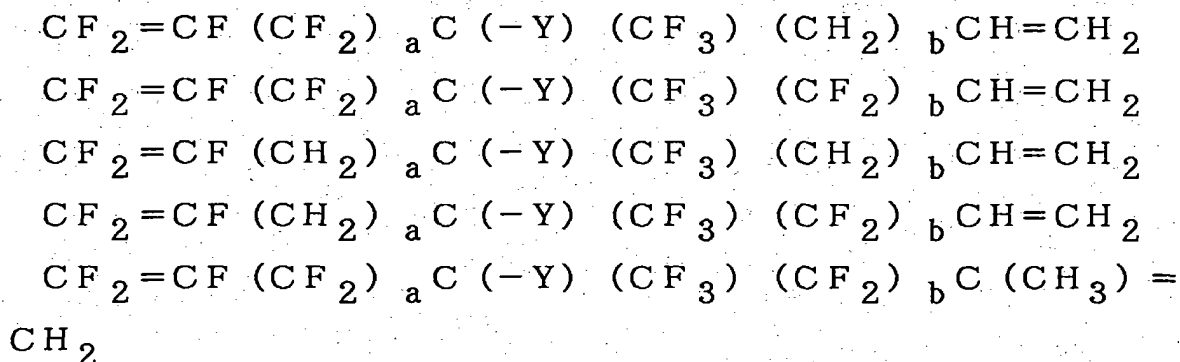 CF₂=CF (CF₂)ₐC (-Y) (CF₃) (CH₂)bCH=CH₂
CF₂=CF (CF₂)ₐC (-Y) (CF₃) (CF₂)bCH=CH₂
CF₂=CF (CH₂)ₐC (-Y) (CF₃) (CH₂)bCH=CH₂
CF₂=CF (CH₂)ₐC (-Y) (CF₃) (CF₂)bCH=CH₂
CF₂=CF (CF₂)ₐC (-Y) (CF₃) (CF₂)bC (CH₃) =
CH₂